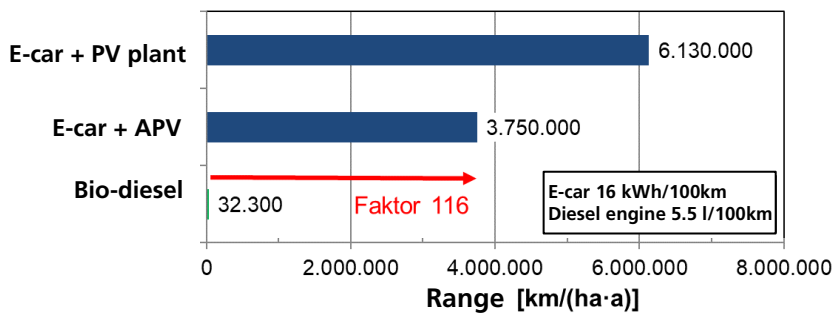 E-car + PV plant
6.130.000
E-car + APV
3.750.000
Bio-diesel
32.300
Faktor 116
E-car 16 kWh/100km
Diesel engine 5.5 l/100km
0
2.000.000
4.000.000
6.000.000
8.000.000
Range [km/(ha·a)]